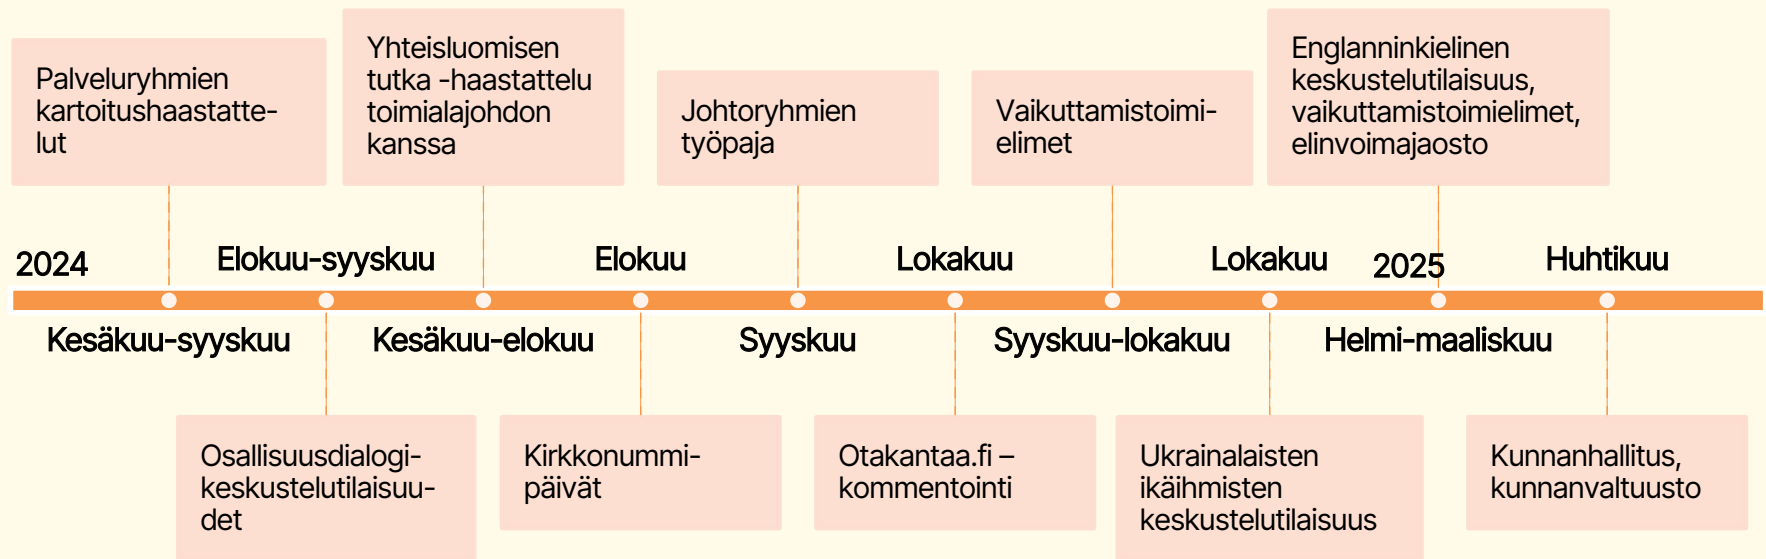 Palveluryhmien
kartoitushaastatte-
lut
Yhteisluomisen
tutka -haastattelu
toimialajohdon
kanssa
Johtoryhmien
työpaja
Vaikuttamistoimi-
elimet
Englanninkielinen
keskustelutilaisuus,
vaikuttamistoimielimet,
elinvoimajaosto
2024
Elokuu-syyskuu
Elokuu
Lokakuu
Lokakuu
2025
Huhtikuu
Kesäkuu-syyskuu
Kesäkuu-elokuu
Syyskuu
Syyskuu-lokakuu
Helmi-maaliskuu
Osallisuusdialogi-
keskustelutilaisuu-
det
Kirkkonummi-
päivät
Otakantaa.fi –
kommentointi
Ukrainalaisten
ikäihmisten
keskustelutilaisuus
Kunnanhallitus,
kunnanvaltuusto